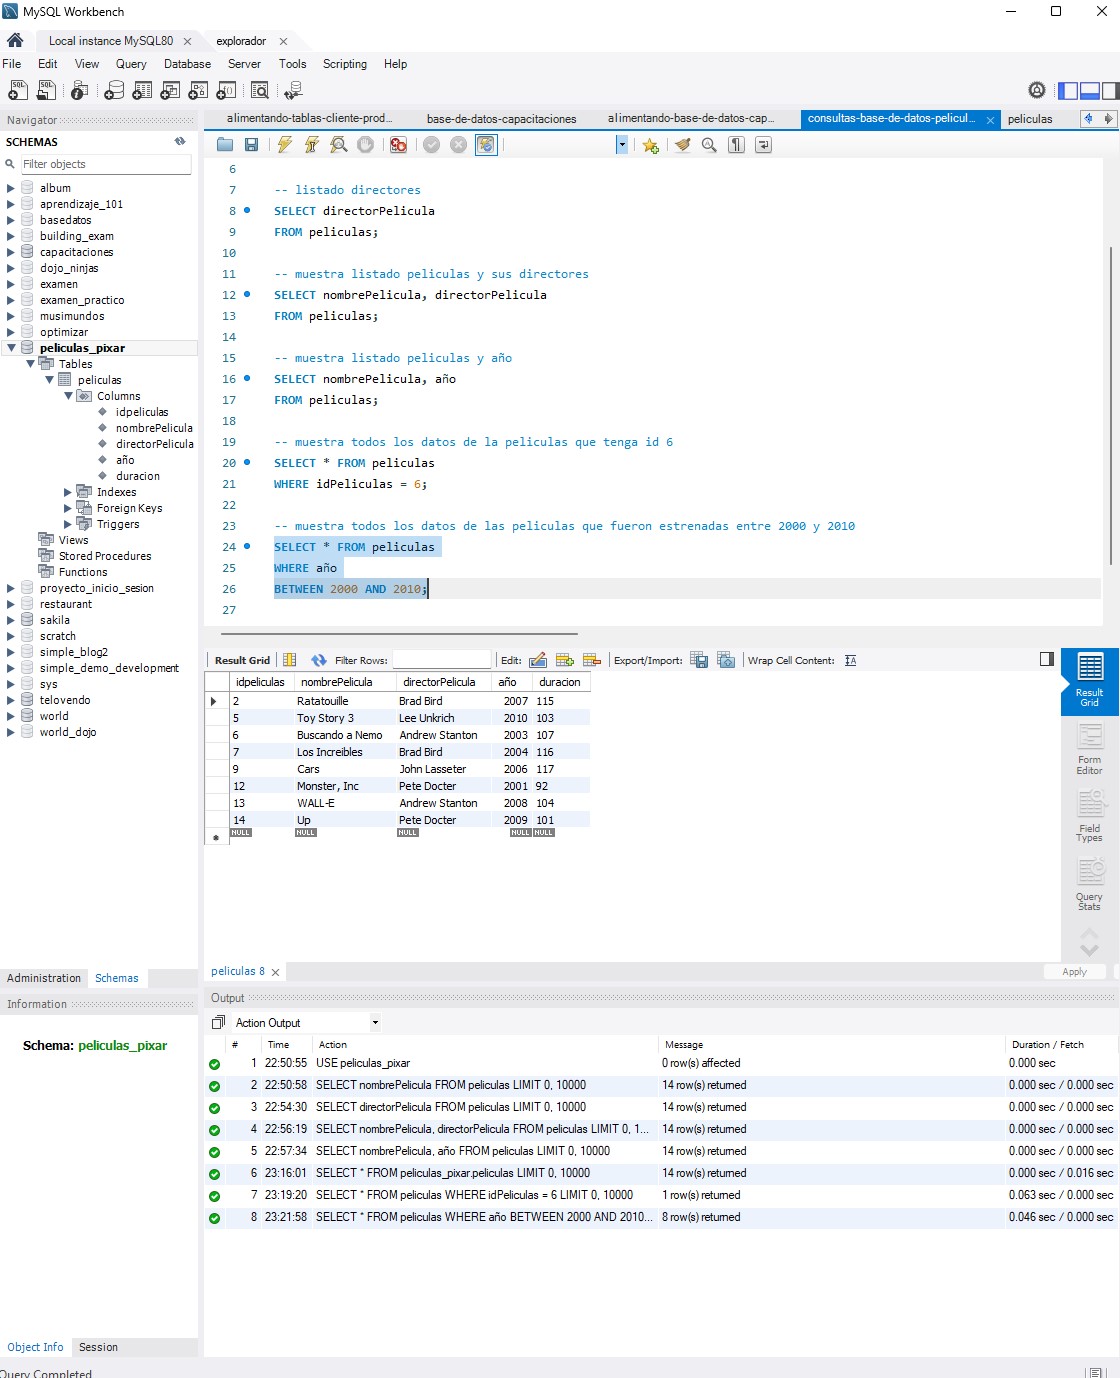 MySQL Workbench
Local instance MySQL80
explorador
File Edit View Query Database Server Tools Scripting Help
Navigator
SCHEMAS
Filter objects
album
aprendizaje_101
basedatos
building_exam
capacitaciones
dojo_ninjas
examen
examen_practico
musimundos
optimizar
peliculas_pixar
Tables
peliculas
Columns
idpeliculas
nombrePelicula
directorPelicula
año
duracion
Indexes
Foreign Keys
Triggers
Views
Stored Procedures
Functions
proyecto_inicio_sesion
restaurant
sakila
scratch
simple_blog2
simple_demo_development
sys
telovendo
world
world_dojo
Administration Schemas
Information
Schema: peliculas_pixar
Object Info Session
Query Completed
alimentando-tablas-cliente-prod... base-de-datos-capacitaciones alimentando-base-de-datos-cap... consultas-base-de-datos-pelicul... peliculas
6
7 -- listado directores
8 SELECT directorPelicula
9 FROM peliculas;
10
11 -- muestra listado peliculas y sus directores
12 SELECT nombrePelicula, directorPelicula
13 FROM peliculas;
14
15 -- muestra listado peliculas y año
16 SELECT nombrePelicula, año
17 FROM peliculas;
18
19 -- muestra todos los datos de la peliculas que tenga id 6
20 SELECT * FROM peliculas
21 WHERE idPeliculas = 6;
22
23 -- muestra todos los datos de las peliculas que fueron estrenadas entre 2000 y 2010
24 SELECT * FROM peliculas
25 WHERE año
26 BETWEEN 2000 AND 2010;
27
Result Grid Filter Rows: Edit: Export/Import: Wrap Cell Content: IA
idpeliculas nombrePelicula directorPelicula año duracion
2 Ratatouille Brad Bird 2007 115
5 Toy Story 3 Lee Unkrich 2010 103
6 Buscando a Nemo Andrew Stanton 2003 107
7 Los Increibles Brad Bird 2004 116
9 Cars John Lasseter 2006 117
12 Monster, Inc Pete Docter 2001 92
13 WALL-E Andrew Stanton 2008 104
14 Up Pete Docter 2009 101
NULL NULL NULL NULL NULL
Result
Grid
Form
Editor
Field
Types
Query
Stats
peliculas 8
Apply
Output
Action Output
# Time Action Message Duration / Fetch
1 22:50:55 USE peliculas_pixar 0 row(s) affected 0.000 sec
2 22:50:58 SELECT nombrePelicula FROM peliculas LIMIT 0, 10000 14 row(s) returned 0.000 sec / 0.000 sec
3 22:54:30 SELECT directorPelicula FROM peliculas LIMIT 0, 10000 14 row(s) returned 0.000 sec / 0.000 sec
4 22:56:19 SELECT nombrePelicula, directorPelicula FROM peliculas LIMIT 0, 1... 14 row(s) returned 0.000 sec / 0.000 sec
5 22:57:34 SELECT nombrePelicula, año FROM peliculas LIMIT 0, 10000 14 row(s) returned 0.000 sec / 0.000 sec
6 23:16:01 SELECT * FROM peliculas_pixar.peliculas LIMIT 0, 10000 14 row(s) returned 0.000 sec / 0.016 sec
7 23:19:20 SELECT * FROM peliculas WHERE idPeliculas = 6 LIMIT 0, 10000 1 row(s) returned 0.063 sec / 0.000 sec
8 23:21:58 SELECT * FROM peliculas WHERE año BETWEEN 2000 AND 2010... 8 row(s) returned 0.046 sec / 0.000 sec